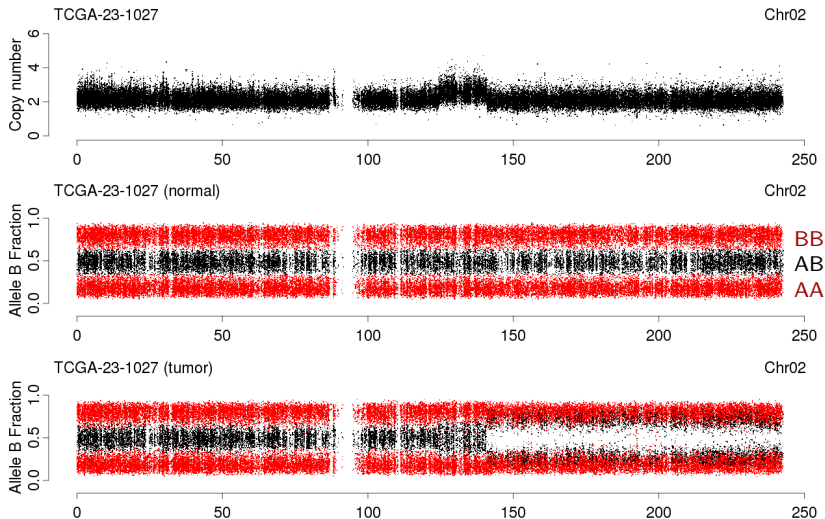 TCGA-23-1027 Chr02
Copy number
6
4
2
0
0 50 100 150 200 250
TCGA-23-1027 (normal) Chr02
Allele B Fraction
1.0
0.5
0.0
BB
AB
AA
0 50 100 150 200 250
TCGA-23-1027 (tumor) Chr02
Allele B Fraction
1.0
0.5
0.0
0 50 100 150 200 250